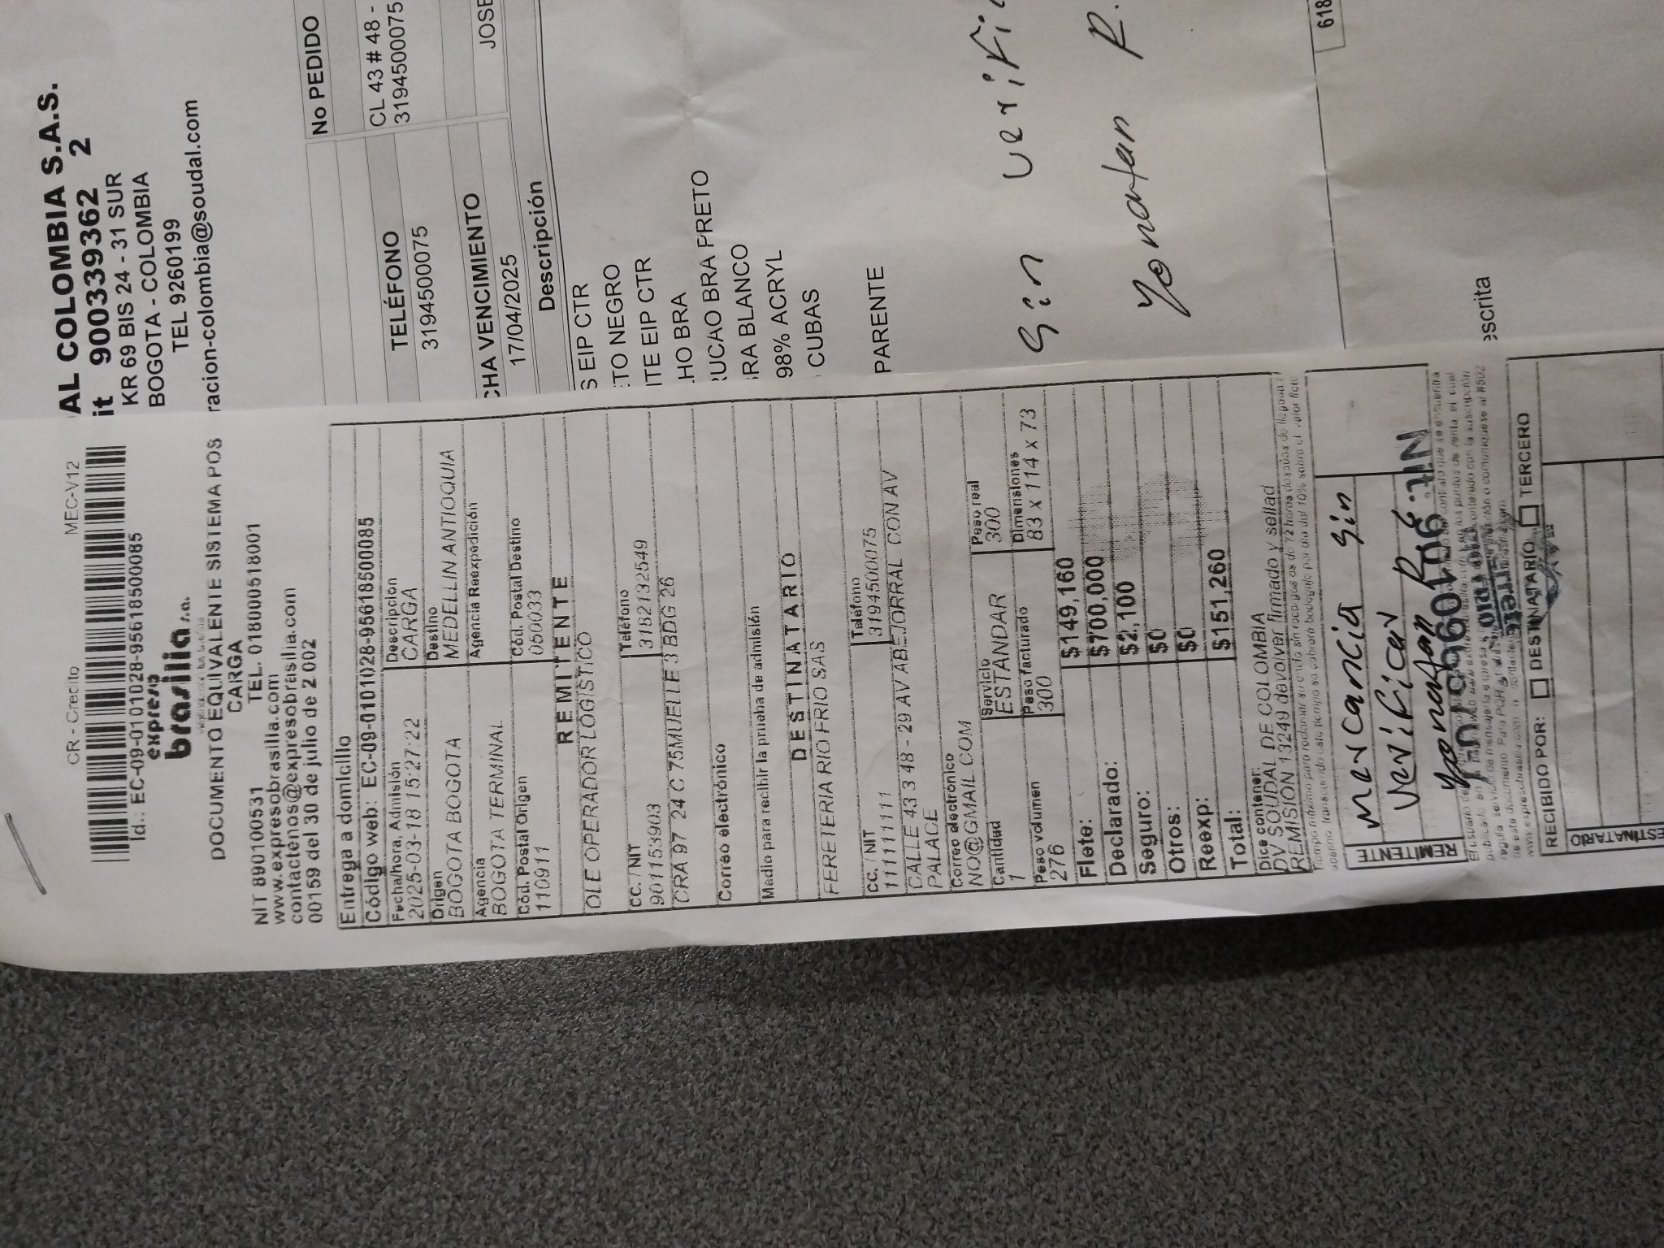 CR - Credito MEC-V12
Id.: EC-09-0101028-95618500085
expreso
brasilia s.a.
DOCUMENTO EQUIVALENTE SISTEMA POS
CARGA
NIT 890100531 TEL. 018000518001
www.expresobrasilia.com
contactenos@expresobrasilia.com
00159 del 30 de julio de 2002
Entrega a domicilio
Código web: EC-09-0101028-95618500085
Fecha/hora. Admisión Descripcion
2025-03-18 15:27:22 CARGA
Origen Destino
BOGOTA BOGOTA MEDELLIN ANTIOQUIA
Agencia Agencia Reexpedición
BOGOTA TERMINAL
Cód. Postal Origen Cód. Postal Destino
110911 050033
REMITENTE
OLE OPERADOR LOGISTICO
CC. / NIT Teléfono
901153903 3182132549
CRA 97 24 C 75MUELLE 3 BDG 26
Correo electrónico
Medio para recibir la prueba de admisión
DESTINATARIO
FERETERIA RIO FRIO SAS
CC. / NIT Teléfono
1111111111 3194500075
CALLE 43 3 48 - 29 AV ABEJORRAL CON AV
PALACE
Correo electrónico
NO@GMAIL.COM
Cantidad Servicio Peso real
1 ESTANDAR 300
Peso volumen Peso facturado Dimensiones
276 300 83 x 114 x 73
Flete: $149,160
Declarado: $700,000
Seguro: $2,100
Otros: $0
Reexp: $0
Total: $151,260
Dice contener:
DV SOUDAL DE COLOMBIA
REMISION 13249 devolver firmado y sellad
REMITENTE
mercancia sin
verificar
Yonatan R.
Nit. 901099604
RECIBIDO POR: DESTINATARIO TERCERO
AL COLOMBIA S.A.S.
it 900339362 2
KR 69 BIS 24 - 31 SUR
BOGOTA - COLOMBIA
TEL 9260199
racion-colombia@soudal.com
No PEDIDO
TELÉFONO CL 43 # 48 -
3194500075 3194500075
CHA VENCIMIENTO JOSE
17/04/2025
Descripción
S EIP CTR
TO NEGRO
ITE EIP CTR
HO BRA
RUCAO BRA PRETO
RA BLANCO
98% ACRYL
CUBAS
PARENTE
Sin verifi
Yonatan R.
618
escrita